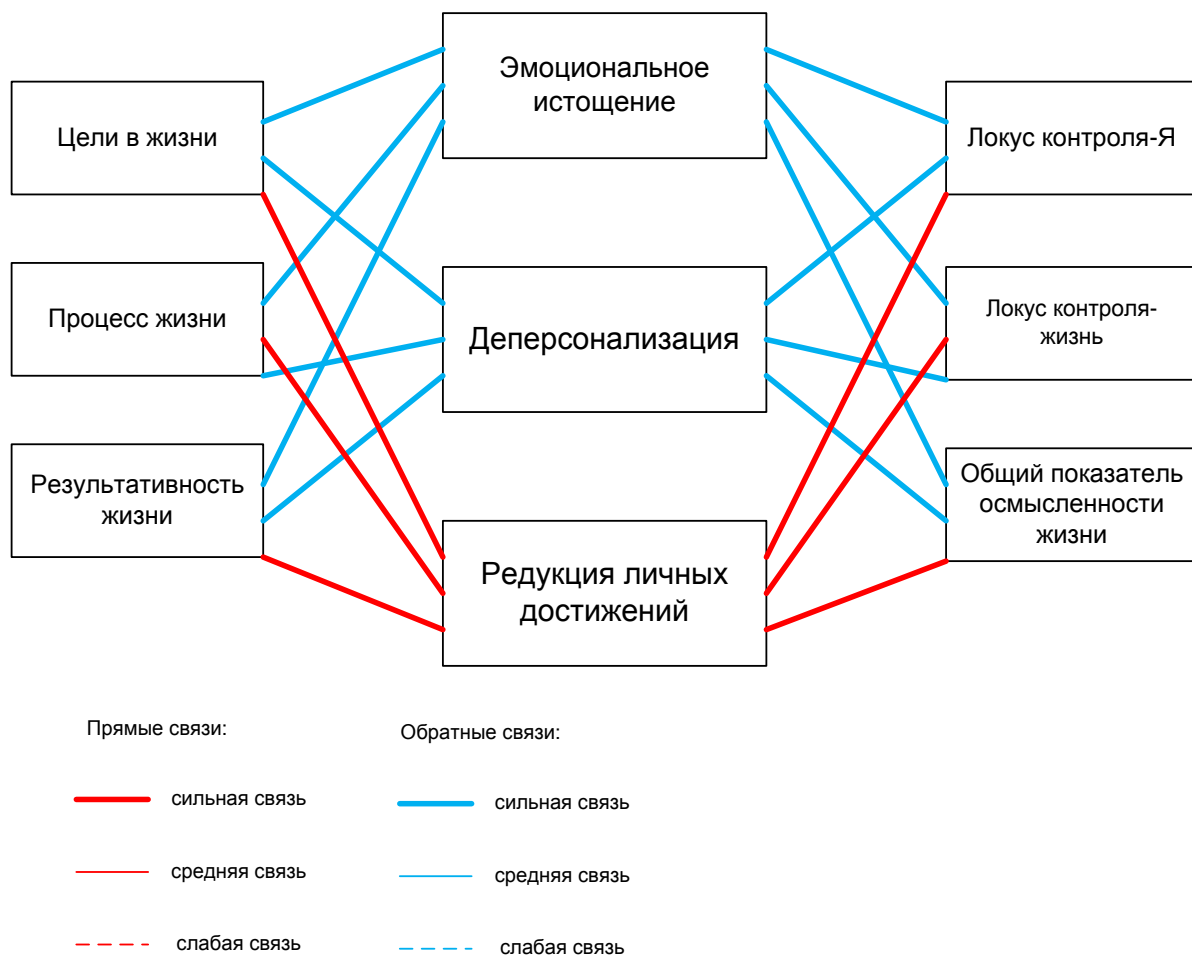 Эмоциональное
истощение
Цели в жизни
Локус контроля-Я
Процесс жизни
Деперсонализация
Локус контроля-
жизнь
Результативность
жизни
Общий показатель
осмысленности
жизни
Редукция личных
достижений
Прямые связи:
Обратные связи:
сильная связь
сильная связь
средняя связь
средняя связь
слабая связь
слабая связь